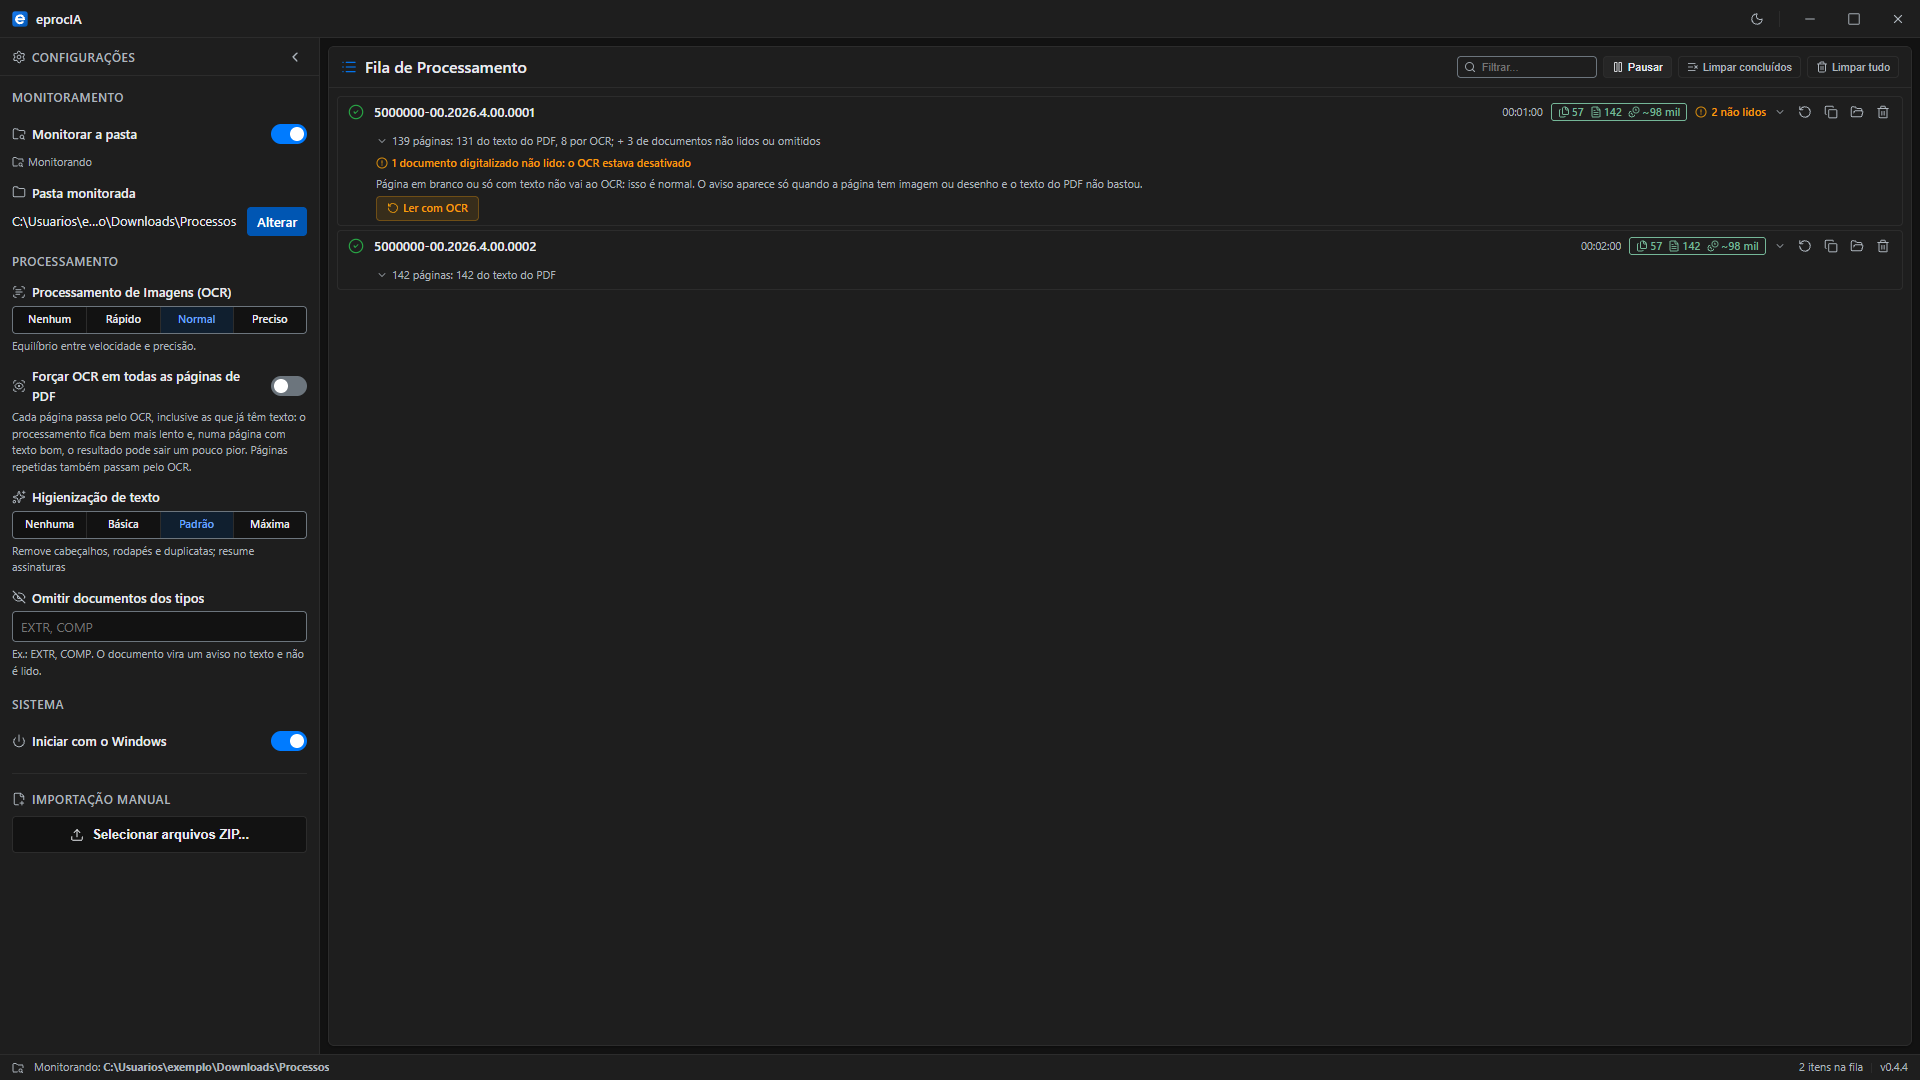 eprocIA
CONFIGURAÇÕES
MONITORAMENTO
Monitorar a pasta
Monitorando
Pasta monitorada
C:\Usuarios\e...o\Downloads\Processos
Alterar
PROCESSAMENTO
Processamento de Imagens (OCR)
Nenhum Rápido Normal Preciso
Equilíbrio entre velocidade e precisão.
Forçar OCR em todas as páginas de
PDF
Cada página passa pelo OCR, inclusive as que já têm texto: o
processamento fica bem mais lento e, numa página com
texto bom, o resultado pode sair um pouco pior. Páginas
repetidas também passam pelo OCR.
Higienização de texto
Nenhuma Básica Padrão Máxima
Remove cabeçalhos, rodapés e duplicatas; resume
assinaturas
Omitir documentos dos tipos
EXTR, COMP
Ex.: EXTR, COMP. O documento vira um aviso no texto e não
é lido.
SISTEMA
Iniciar com o Windows
IMPORTAÇÃO MANUAL
Selecionar arquivos ZIP...
Fila de Processamento
Filtrar...
Pausar
Limpar concluídos
Limpar tudo
5000000-00.2026.4.00.0001
00:01:00 57 142 ~98 mil 2 não lidos
139 páginas: 131 do texto do PDF, 8 por OCR; + 3 de documentos não lidos ou omitidos
1 documento digitalizado não lido: o OCR estava desativado
Página em branco ou só com texto não vai ao OCR: isso é normal. O aviso aparece só quando a página tem imagem ou desenho e o texto do PDF não bastou.
Ler com OCR
5000000-00.2026.4.00.0002
00:02:00 57 142 ~98 mil
142 páginas: 142 do texto do PDF
Monitorando: C:\Usuarios\exemplo\Downloads\Processos
2 itens na fila
v0.4.4